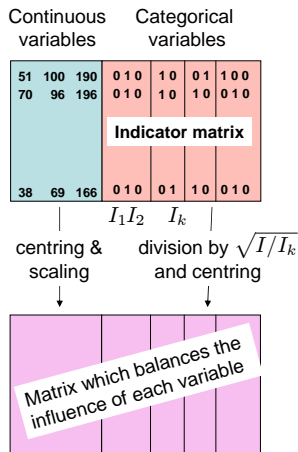 Continuous Categorical
variables variables
51 100 190 0 1 0 1 0 0 1 1 0 0
70 96 196 0 1 0 1 0 1 0 0 1 0
Indicator matrix
38 69 166 0 1 0 0 1 1 0 0 1 0
I₁I₂ Iₖ
centring & division by √I/Iₖ
scaling and centring
Matrix which balances the
influence of each variable